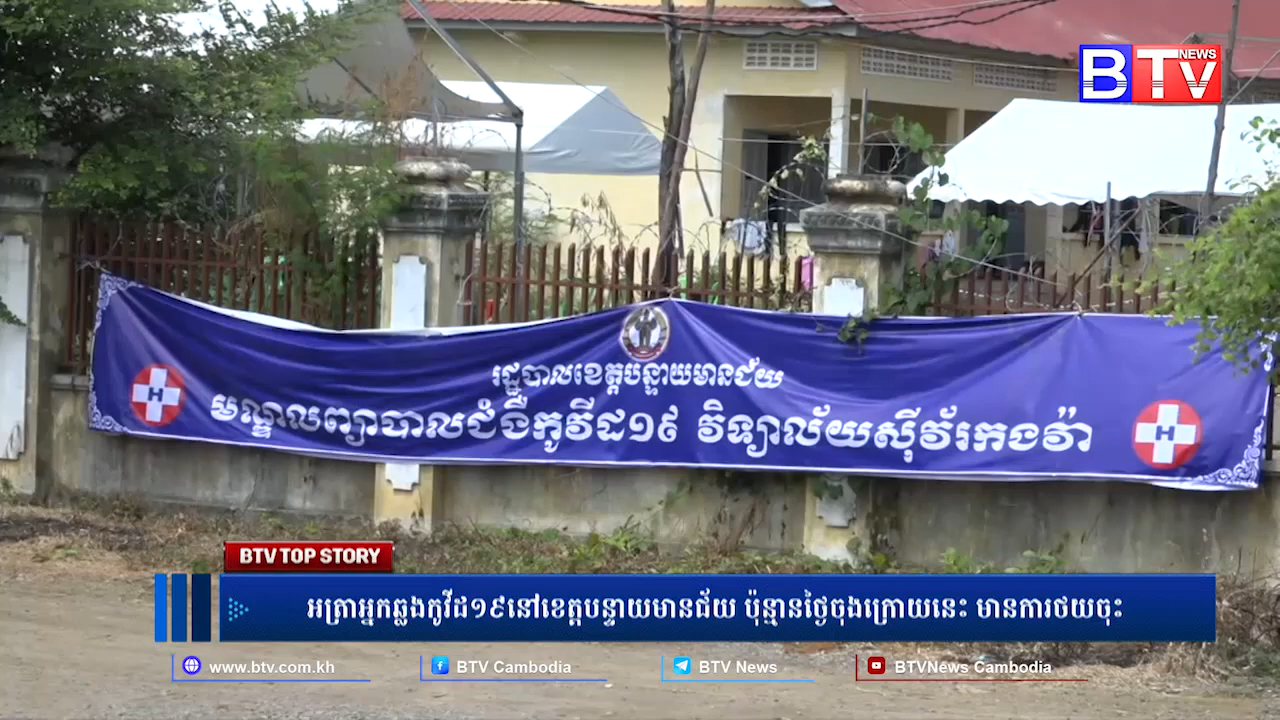 BTV NEWS
រដ្ឋបាលខេត្តបន្ទាយមានជ័យ
មណ្ឌលព្យាបាលជំងឺកូវីដ១៩ វិទ្យាល័យស៊ីវ័រកងវ៉ា
H
H
BTV TOP STORY
អត្រាអ្នកឆ្លងកូវីដ១៩នៅខេត្តបន្ទាយមានជ័យ ប៉ុន្មានថ្ងៃចុងក្រោយនេះ មានការថយចុះ
www.btv.com.kh
BTV Cambodia
BTV News
BTVNews Cambodia